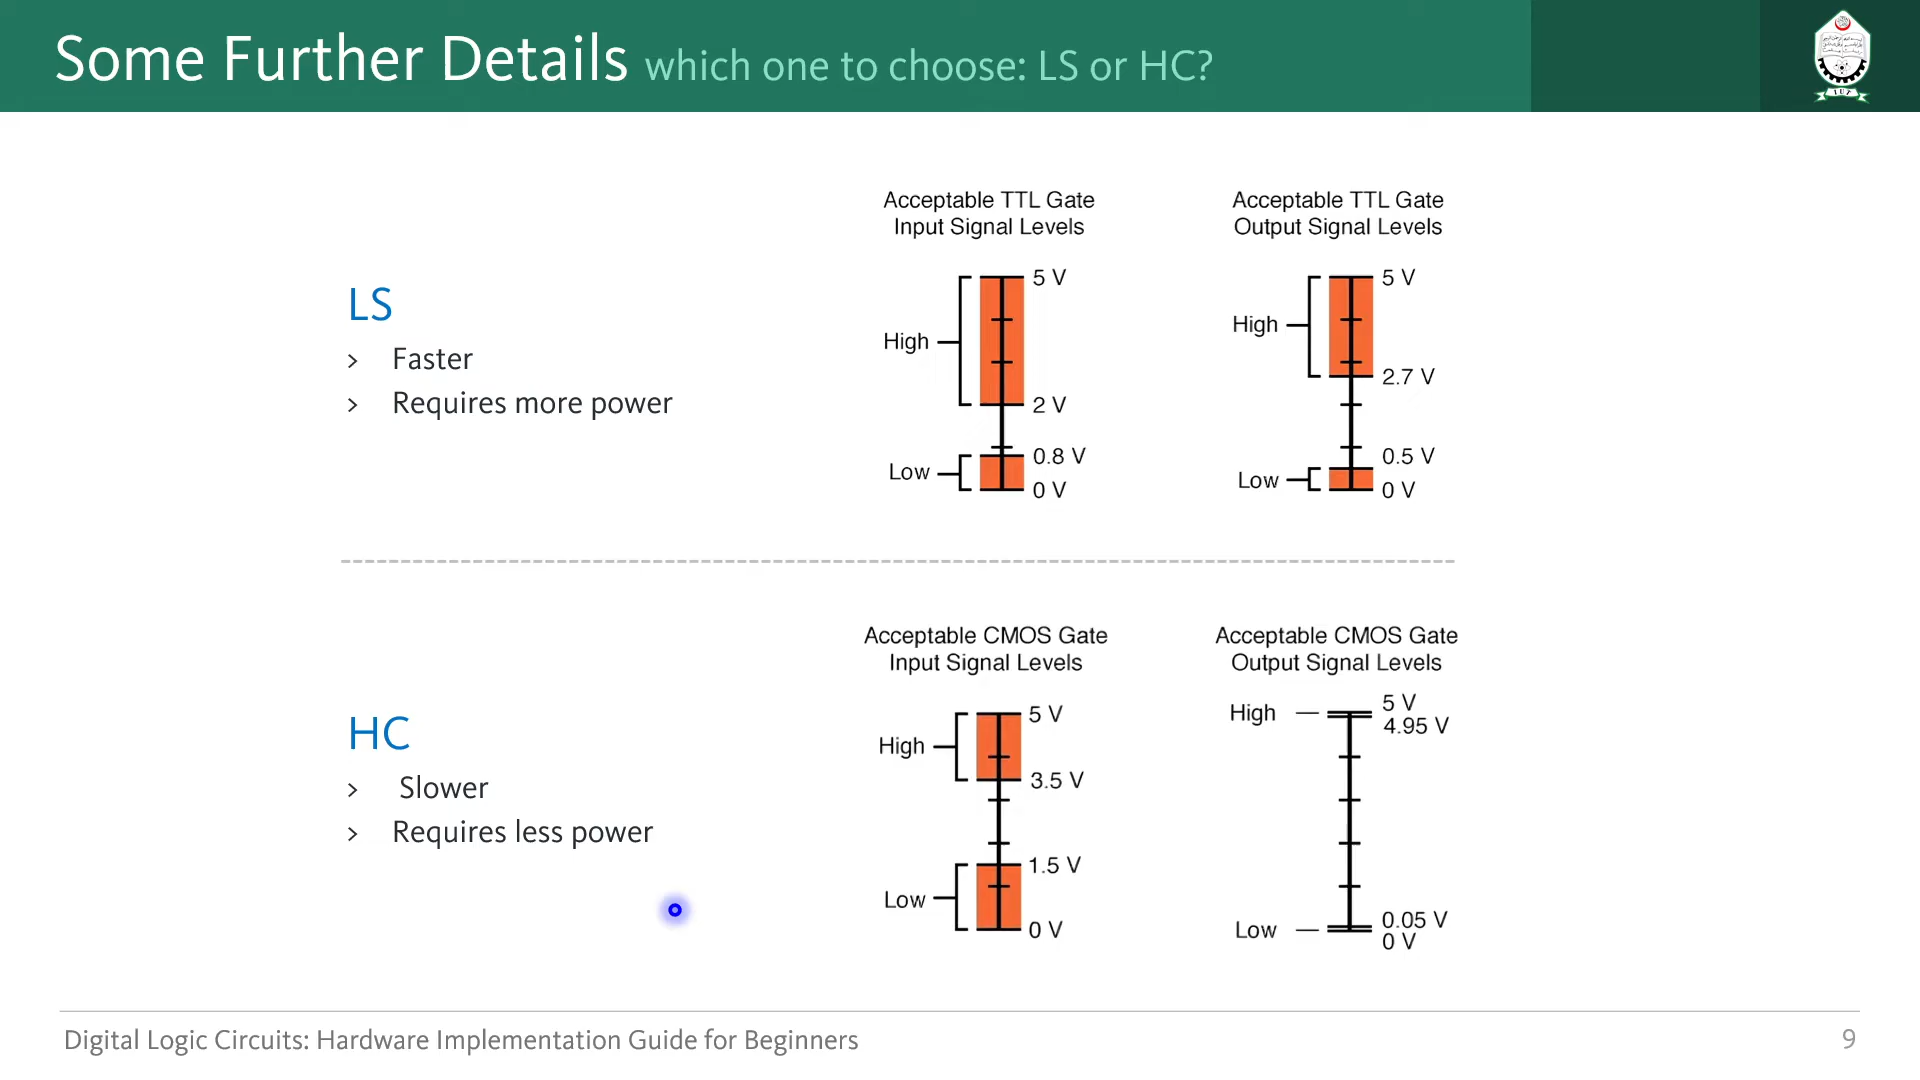 Some Further Details which one to choose: LS or HC?
LS
> Faster
> Requires more power
Acceptable TTL Gate
Input Signal Levels
High
Low
5 V
2 V
0.8 V
0 V
Acceptable TTL Gate
Output Signal Levels
High
Low
5 V
2.7 V
0.5 V
0 V
HC
> Slower
> Requires less power
Acceptable CMOS Gate
Input Signal Levels
High
Low
5 V
3.5 V
1.5 V
0 V
Acceptable CMOS Gate
Output Signal Levels
High
Low
5 V
4.95 V
0.05 V
0 V
Digital Logic Circuits: Hardware Implementation Guide for Beginners
9